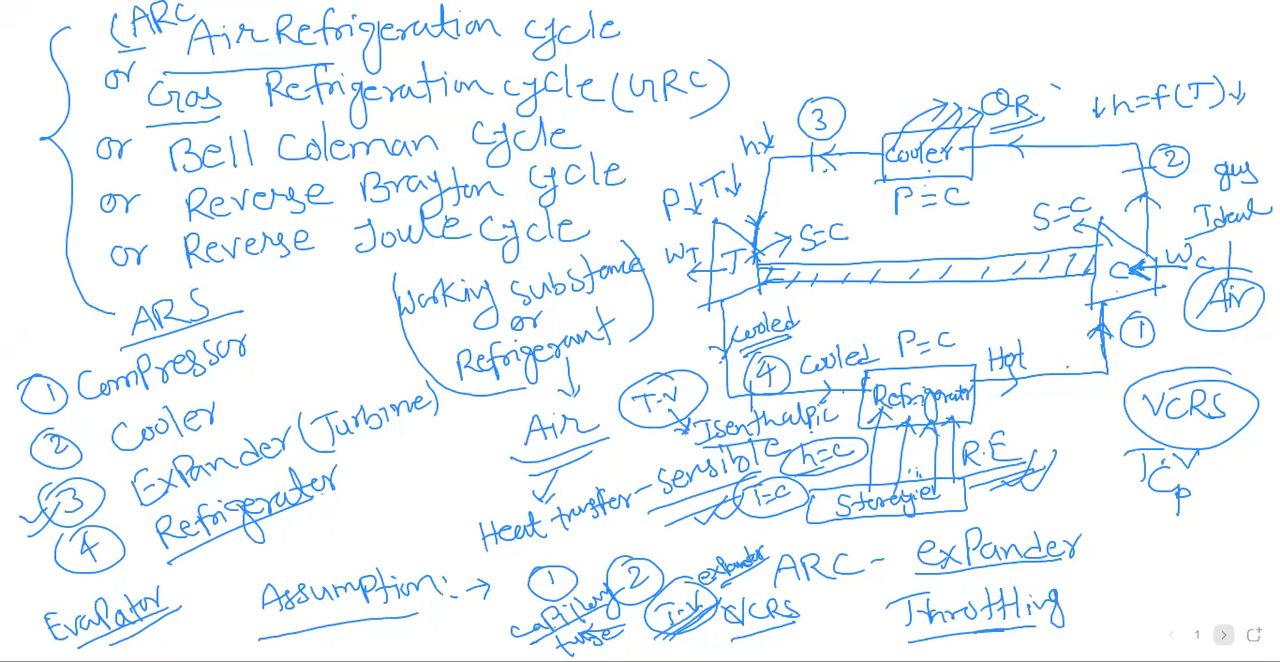 (ARC Air Refrigeration cycle
or Gas Refrigration cycle (GRC)
or Bell Coleman Cycle
or Reverse Brayton cycle
or Reverse Joule Cycle
ARS
① Compressor
② Cooler
③ Expander (Turbine)
④ Refrigerator
Evalpator
Working substance
or
Refrigerant
Air
Heat transfer - sensible
h↓
③
cooler
P=C
QR
↓h=f(T)↓
②
gas
Ideal
Air
P↓T↓
WT
T
S=C
S=C
C
Wc
①
cooled
④ Cooled
P=C
Hot
Refrigerator
T-V
Isenthalpic
h=c
T=c
R.E
Storage
VCRS
T-V
Cp
Assumption: →
①
②
capillary
tube
T-V
expander
ARC - exPander
VCRS Throttling
1